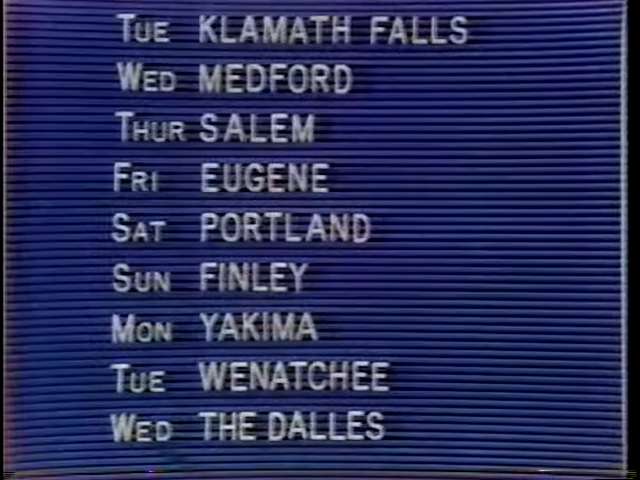 TUE KLAMATH FALLS
WED MEDFORD
THUR SALEM
FRI EUGENE
SAT PORTLAND
SUN FINLEY
MON YAKIMA
TUE WENATCHEE
WED THE DALLES